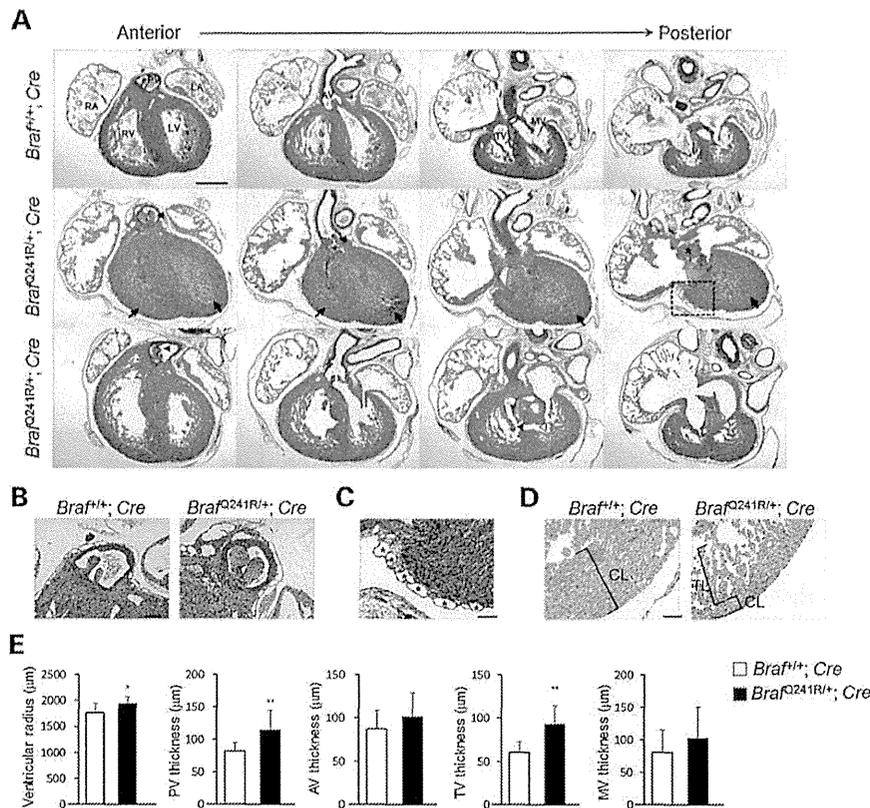 A
Anterior
Posterior
Braf+/+; Cre
RA
PV
LA
RV
LV
AV
TV
MV
BrafQ241R/+; Cre
BrafQ241R/+; Cre
B
Braf+/+; Cre
BrafQ241R/+; Cre
C
D
Braf+/+; Cre
BrafQ241R/+; Cre
CL
TL
CL
E
Ventricular radius (μm)
2500
2000
1500
1000
500
0
*
PV thickness (μm)
200
150
100
50
0
**
AV thickness (μm)
150
100
50
0
TV thickness (μm)
150
100
50
0
**
MV thickness (μm)
200
150
100
50
0
Braf+/+; Cre
BrafQ241R/+; Cre